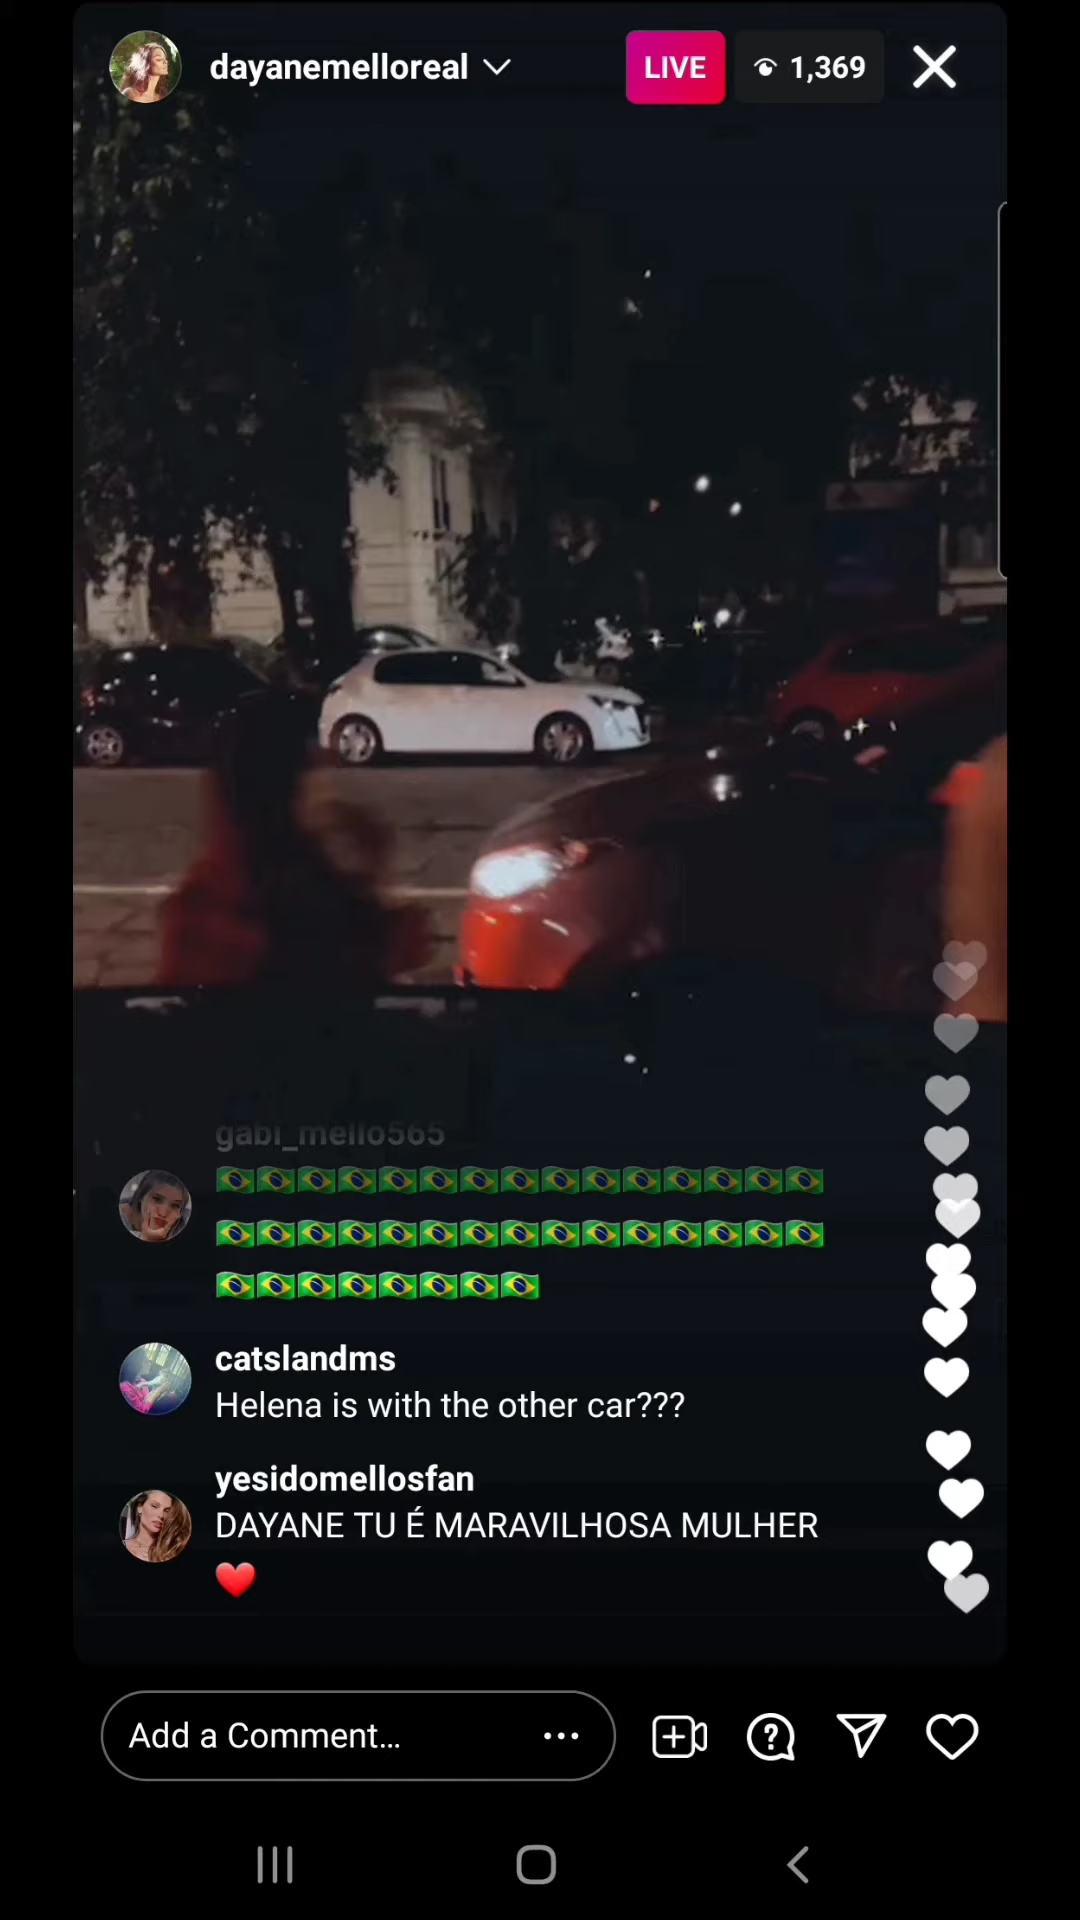 dayanemelloreal
LIVE
1,369
gabi_mello565
🇧🇷🇧🇷🇧🇷🇧🇷🇧🇷🇧🇷🇧🇷🇧🇷🇧🇷🇧🇷🇧🇷🇧🇷🇧🇷🇧🇷🇧🇷
🇧🇷🇧🇷🇧🇷🇧🇷🇧🇷🇧🇷🇧🇷🇧🇷🇧🇷🇧🇷🇧🇷🇧🇷🇧🇷🇧🇷🇧🇷
🇧🇷🇧🇷🇧🇷🇧🇷🇧🇷🇧🇷🇧🇷🇧🇷
catslandms
Helena is with the other car???
yesidomellosfan
DAYANE TU É MARAVILHOSA MULHER
❤️
Add a Comment...